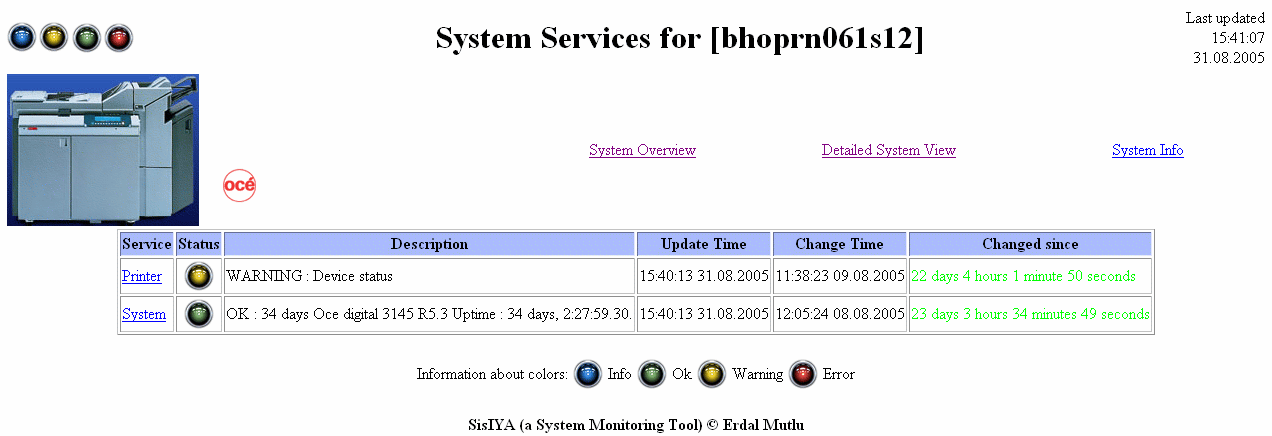 System Services for [bhoprn061s12]
Last updated
15:41:07
31.08.2005
System Overview Detailed System View System Info
océ
Service Status Description Update Time Change Time Changed since
Printer WARNING : Device status 15:40:13 31.08.2005 11:38:23 09.08.2005 22 days 4 hours 1 minute 50 seconds
System OK : 34 days Oce digital 3145 R5.3 Uptime : 34 days, 2:27:59.30. 15:40:13 31.08.2005 12:05:24 08.08.2005 23 days 3 hours 34 minutes 49 seconds
Information about colors: Info Ok Warning Error
SisIYA (a System Monitoring Tool) © Erdal Mutlu